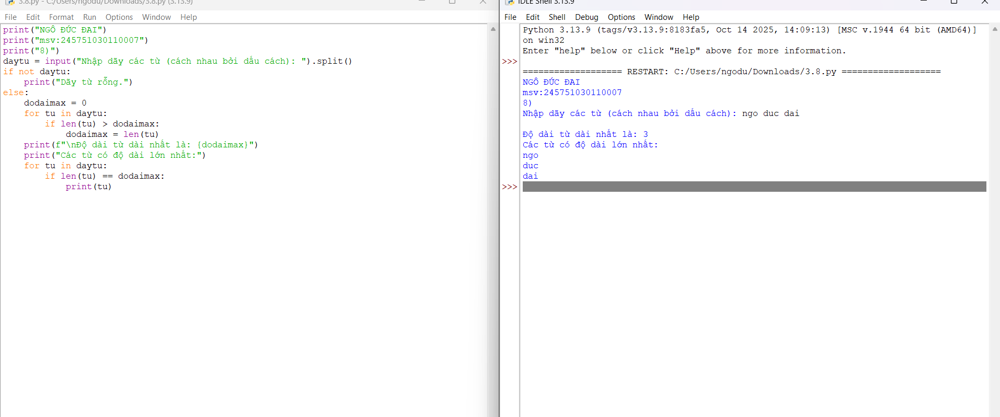 3.8.py - C:/Users/ngodu/Downloads/3.8.py (3.13.9)
File Edit Format Run Options Window Help
print("NGÔ ĐỨC ĐAI")
print("msv:245751030110007")
print("8)")
daytu = input("Nhập dãy các từ (cách nhau bởi dấu cách): ").split()
if not daytu:
    print("Dãy từ rỗng.")
else:
    dodaimax = 0
    for tu in daytu:
        if len(tu) > dodaimax:
            dodaimax = len(tu)
    print(f"\nĐộ dài từ dài nhất là: {dodaimax}")
    print("Các từ có độ dài lớn nhất:")
    for tu in daytu:
        if len(tu) == dodaimax:
            print(tu)
IDLE Shell 3.13.9
File Edit Shell Debug Options Window Help
Python 3.13.9 (tags/v3.13.9:8183fa5, Oct 14 2025, 14:09:13) [MSC v.1944 64 bit (AMD64)]
on win32
Enter "help" below or click "Help" above for more information.
>>>
=================== RESTART: C:/Users/ngodu/Downloads/3.8.py ===================
NGÔ ĐỨC ĐAI
msv:245751030110007
8)
Nhập dãy các từ (cách nhau bởi dấu cách): ngo duc dai
Độ dài từ dài nhất là: 3
Các từ có độ dài lớn nhất:
ngo
duc
dai
>>>